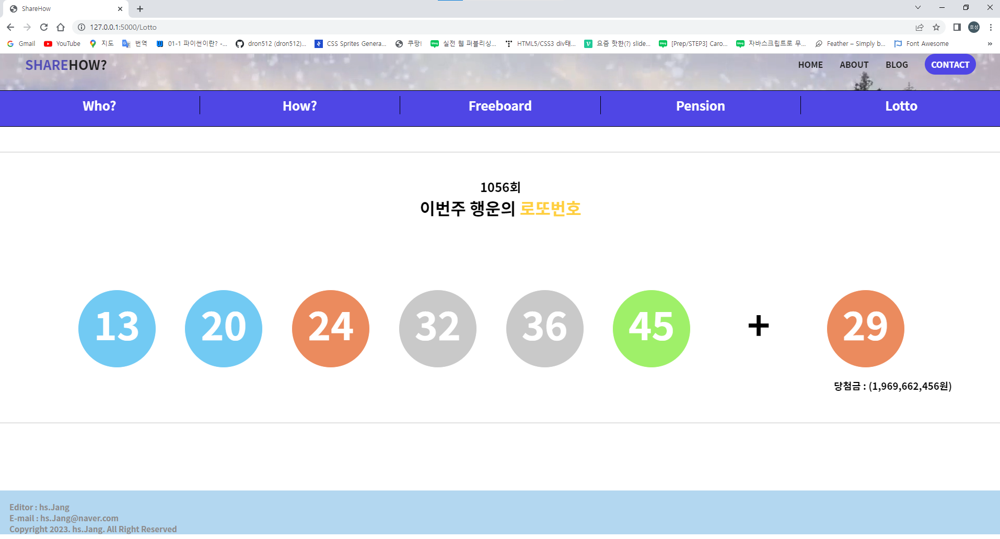 ShareHow
127.0.0.1:5000/Lotto
호성
Gmail YouTube 지도 번역 01-1 파이썬이란? -... dron512 (dron512)... CSS Sprites Genera... 쿠팡! 실전 웹 퍼블리싱... HTML5/CSS3 div태... 요즘 핫한(?) slide... [Prep/STEP3] Caro... 자바스크립트로 무... Feather – Simply b... Font Awesome »
SHAREHOW? HOME ABOUT BLOG CONTACT
Who? How? Freeboard Pension Lotto
1056회
이번주 행운의 로또번호
13 20 24 32 36 45 + 29
당첨금 : (1,969,662,456원)
Editor : hs.Jang
E-mail : hs.Jang@naver.com
Copyright 2023. hs.Jang. All Right Reserved